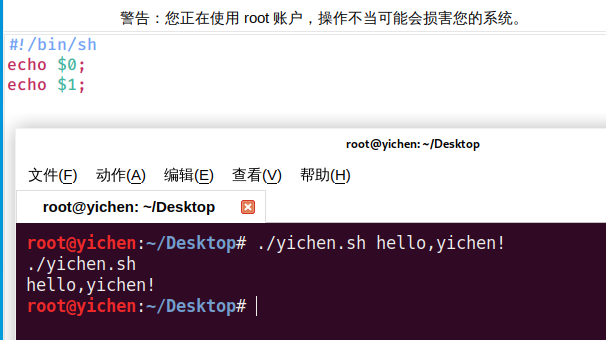 警告：您正在使用 root 账户，操作不当可能会损害您的系统。
#!/bin/sh
echo $0;
echo $1;
root@yichen: ~/Desktop
文件(F) 动作(A) 编辑(E) 查看(V) 帮助(H)
root@yichen: ~/Desktop
root@yichen:~/Desktop# ./yichen.sh hello,yichen!
./yichen.sh
hello,yichen!
root@yichen:~/Desktop#